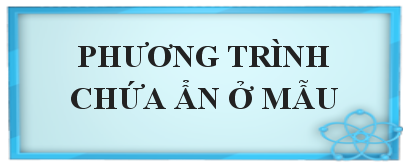 PHƯƠNG TRÌNH
CHỨA ẨN Ở MẪU